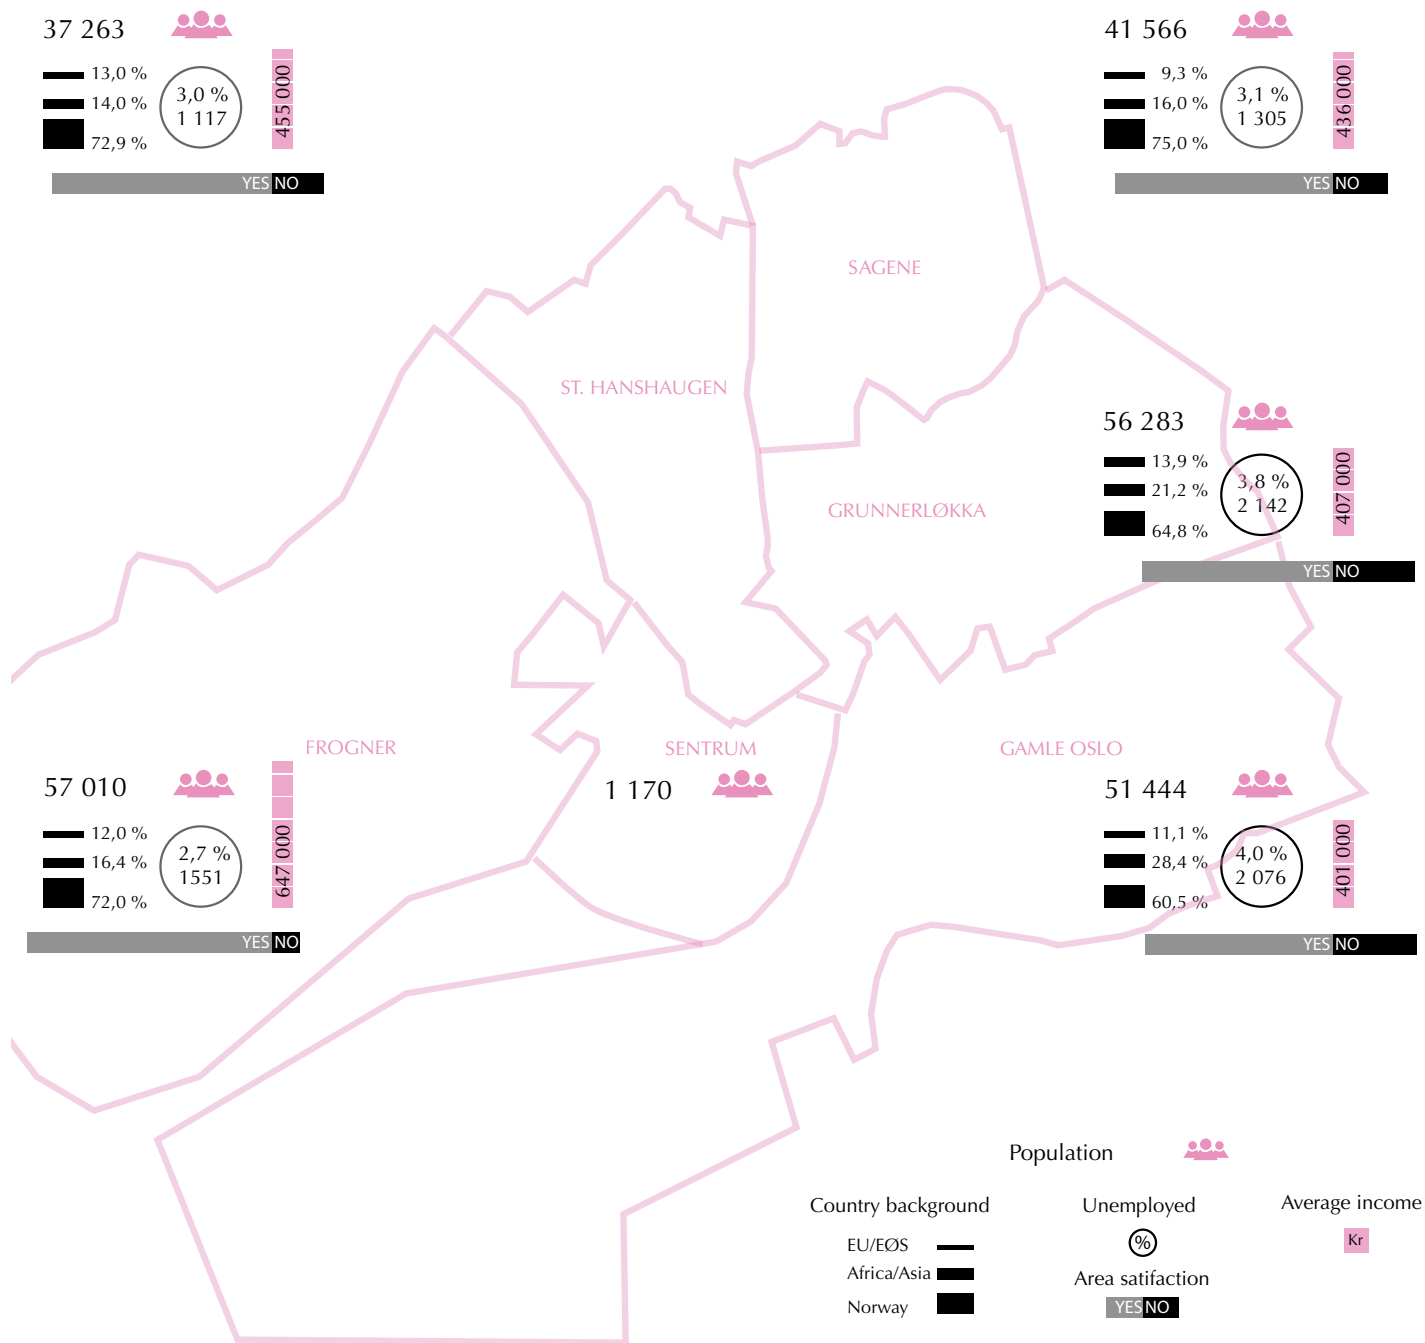 37 263
13,0 %
14,0 %
72,9 %
3,0 %
1 117
455 000
YES NO
41 566
9,3 %
16,0 %
75,0 %
3,1 %
1 305
436 000
YES NO
SAGENE
ST. HANSHAUGEN
56 283
13,9 %
21,2 %
64,8 %
3,8 %
2 142
407 000
YES NO
GRUNNERLØKKA
FROGNER
SENTRUM
GAMLE OSLO
57 010
12,0 %
16,4 %
72,0 %
2,7 %
1551
647 000
YES NO
1 170
51 444
11,1 %
28,4 %
60,5 %
4,0 %
2 076
401 000
YES NO
Population
Country background
EU/EØS
Africa/Asia
Norway
Unemployed
%
Area satifaction
YES NO
Average income
Kr